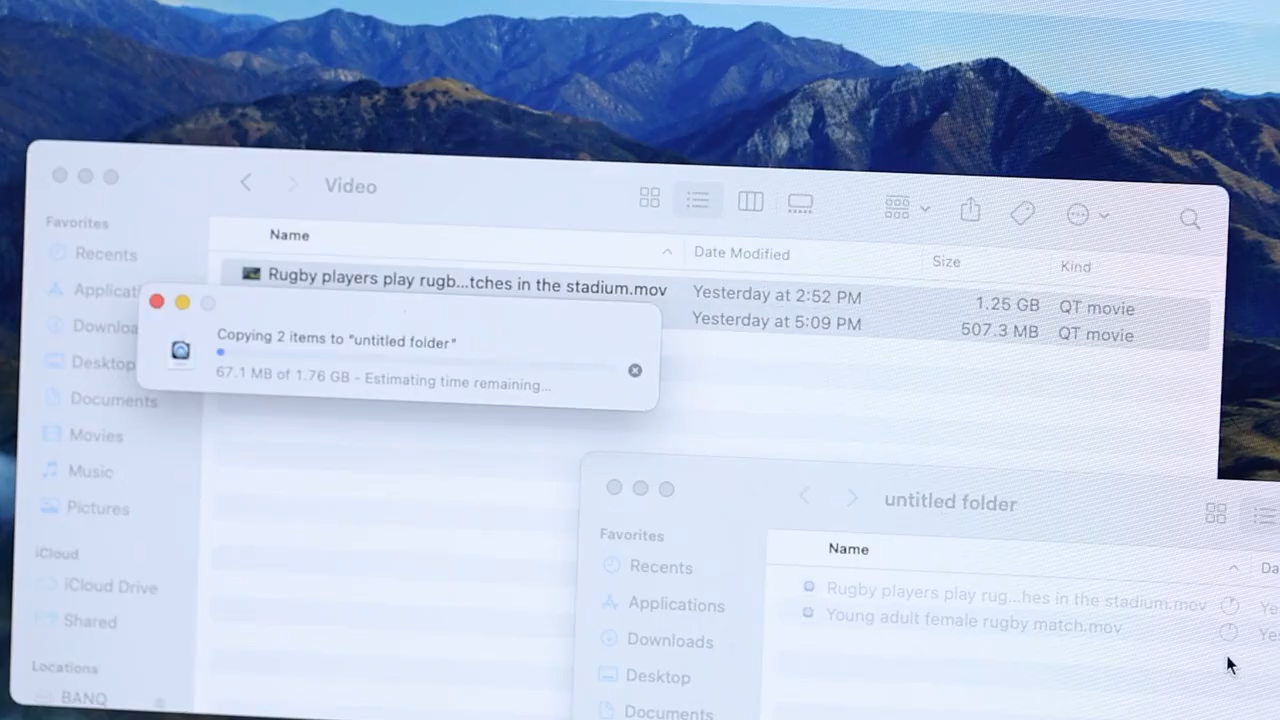 Video
Favorites
Recents
Applicati
Downloa
Desktop
Documents
Movies
Music
Pictures
iCloud
iCloud Drive
Shared
Locations
BANQ
Name
Date Modified
Size
Kind
Rugby players play rugb...tches in the stadium.mov
Yesterday at 2:52 PM
1.25 GB
QT movie
Yesterday at 5:09 PM
507.3 MB
QT movie
Copying 2 items to "untitled folder"
67.1 MB of 1.76 GB - Estimating time remaining...
untitled folder
Favorites
Recents
Applications
Downloads
Desktop
Documents
Name
Da
Rugby players play rug...hes in the stadium.mov
Ye
Young adult female rugby match.mov
Yes